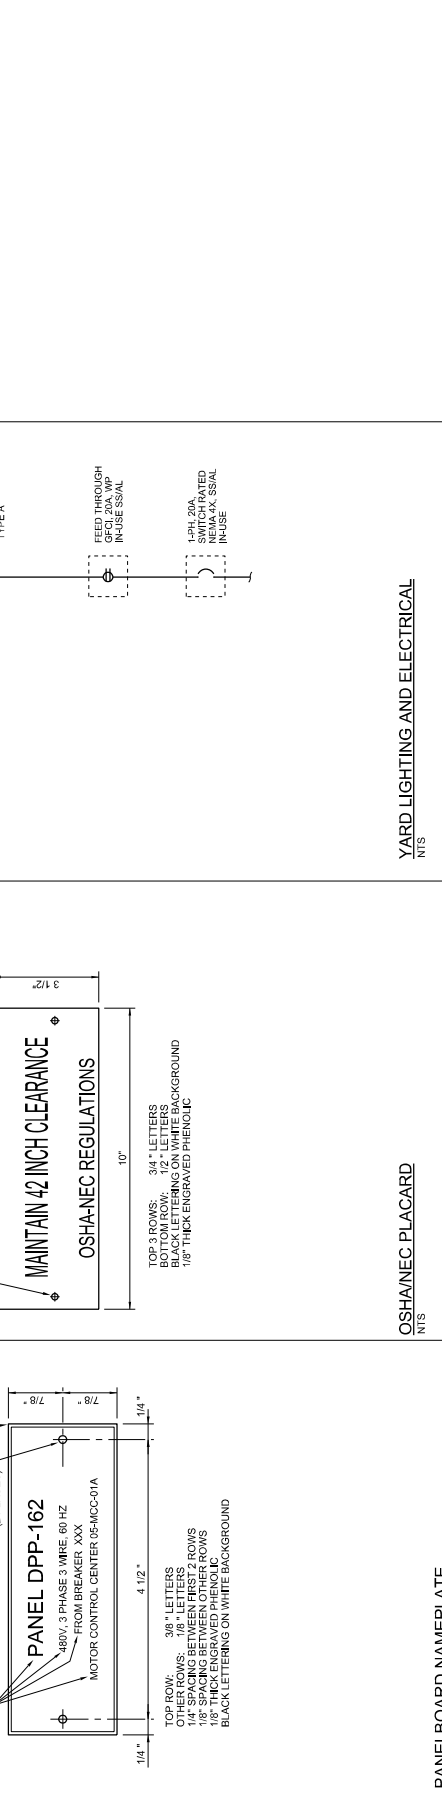 TYPE A
FEED THROUGH
GFCI, 20A, WP
IN-USE SS/AL
1-PH, 20A,
SWITCH RATED
NEMA 4X, SS/AL
IN-USE
YARD LIGHTING AND ELECTRICAL
NTS
3 1/2"
MAINTAIN 42 INCH CLEARANCE
OSHA-NEC REGULATIONS
10"
TOP 3 ROWS: 3/4 " LETTERS
BOTTOM ROW: 1/2 " LETTERS
BLACK LETTERING ON WHITE BACKGROUND
1/8" THICK ENGRAVED PHENOLIC
OSHA/NEC PLACARD
NTS
7/8 "
7/8 "
1/4 "
PANEL DPP-162
480V, 3 PHASE 3 WIRE, 60 HZ
FROM BREAKER XXX
MOTOR CONTROL CENTER 05-MCC-01A
4 1/2 "
1/4 "
TOP ROW: 3/8 " LETTERS
OTHER ROWS: 1/8 " LETTERS
1/4" SPACING BETWEEN FIRST 2 ROWS
1/8" SPACING BETWEEN OTHER ROWS
1/8" THICK ENGRAVED PHENOLIC
BLACK LETTERING ON WHITE BACKGROUND
PANELBOARD NAMEPLATE